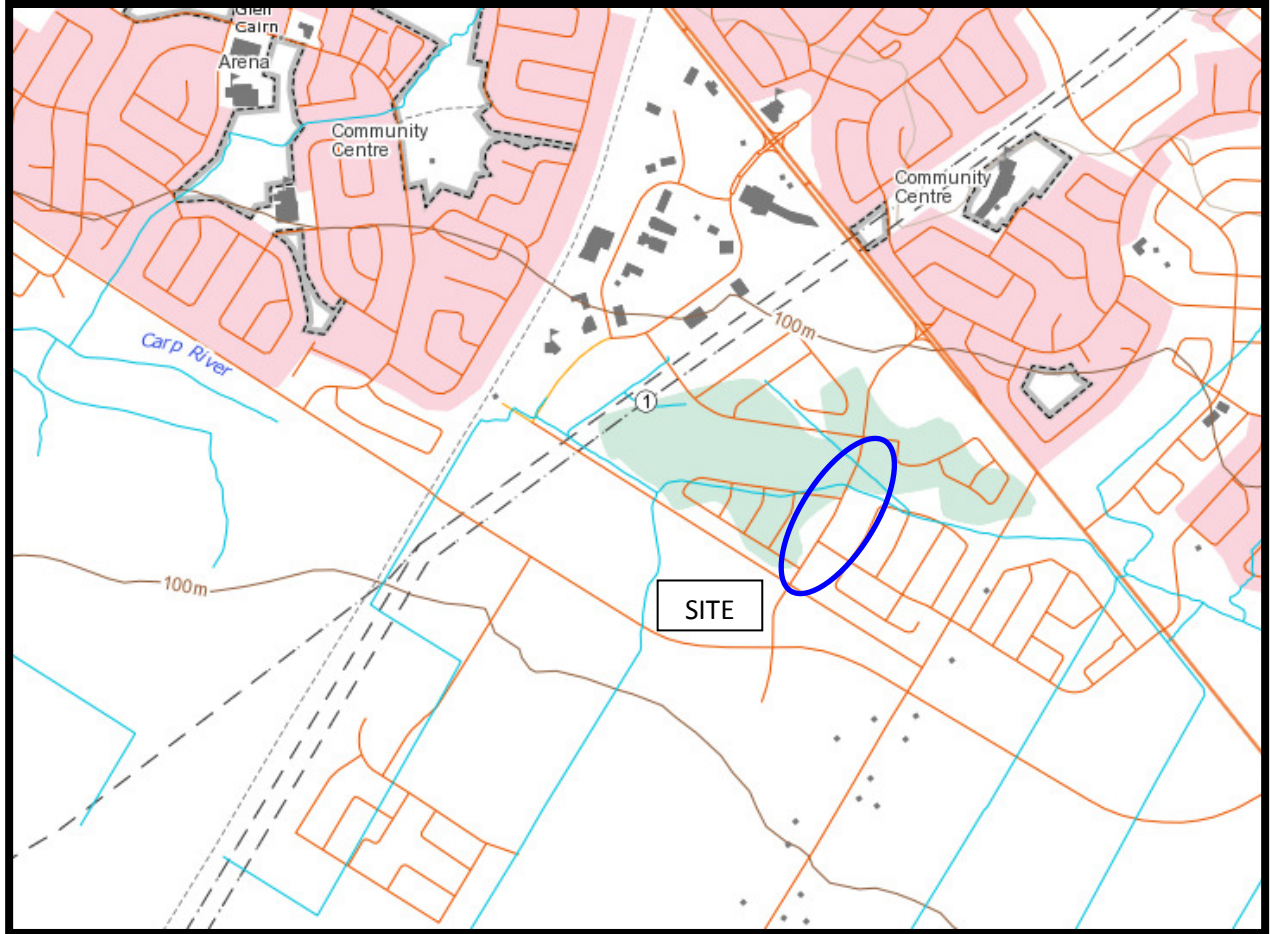 Glen
Cairn
Arena
Community
Centre
Community
Centre
100m
Carp River
1
100m
SITE